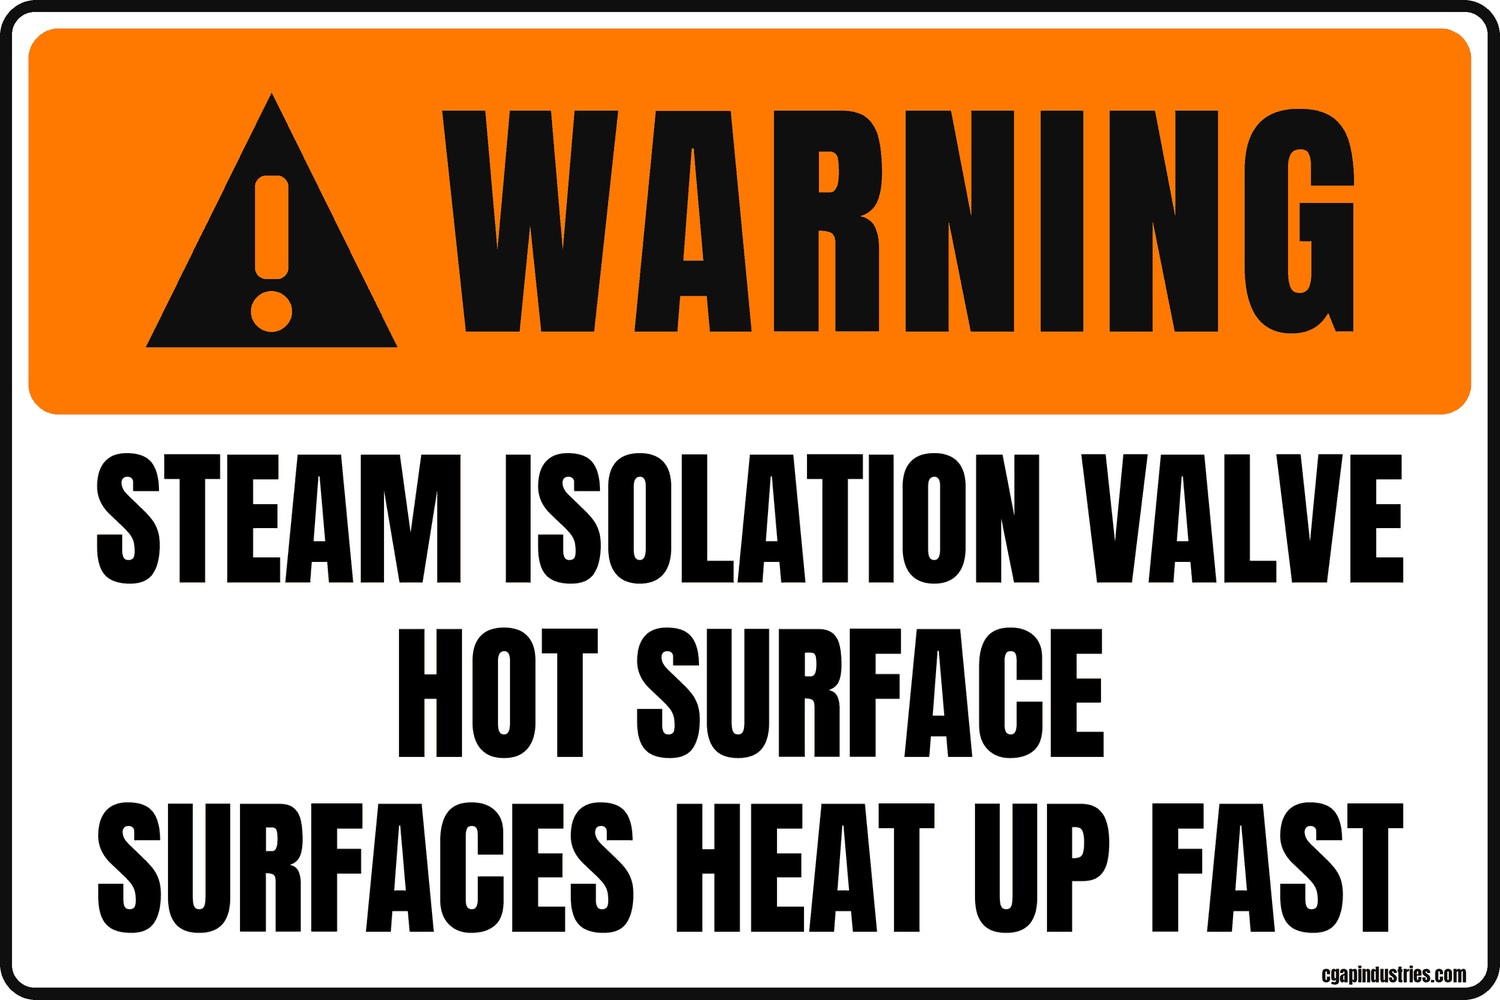 WARNING
STEAM ISOLATION VALVE
HOT SURFACE
SURFACES HEAT UP FAST
cgapindustries.com